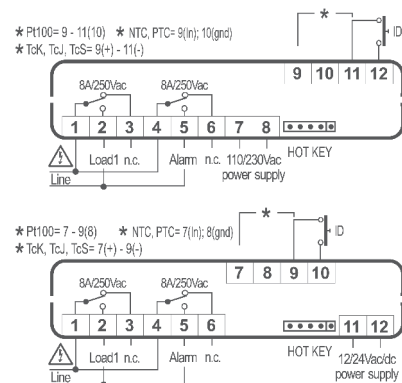 *
* Pt100= 9 - 11(10) * NTC, PTC= 9(In); 10(gnd)
* TcK, TcJ, TcS= 9(+) - 11(-)
ID
9 10 11 12
8A/250Vac 8A/250Vac
1 2 3 4 5 6 7 8
HOT KEY
Line Load1 n.c. Alarm n.c. 110/230Vac
power supply
*
* Pt100= 7 - 9(8) * NTC, PTC= 7(In); 8(gnd)
* TcK, TcJ, TcS= 7(+) - 9(-)
ID
7 8 9 10
8A/250Vac 8A/250Vac
1 2 3 4 5 6 11 12
HOT KEY
Line Load1 n.c. Alarm n.c. 12/24Vac/dc
power supply